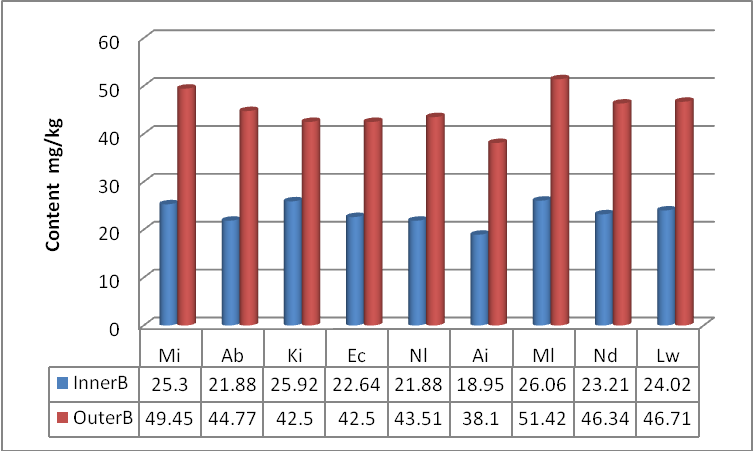 60
50
40
30
20
10
0
Content mg/kg
Mi Ab Ki Ec Nl Ai Ml Nd Lw
InnerB 25.3 21.88 25.92 22.64 21.88 18.95 26.06 23.21 24.02
OuterB 49.45 44.77 42.5 42.5 43.51 38.1 51.42 46.34 46.71